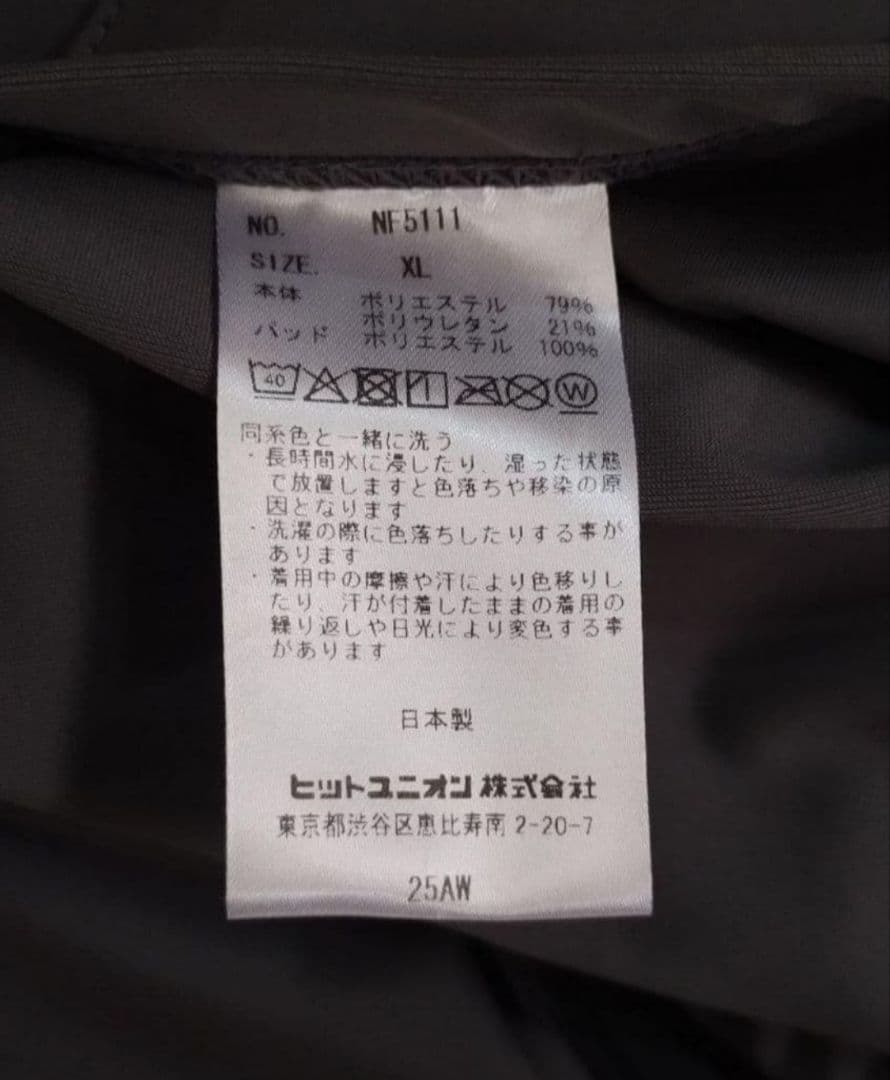 NO. NF5111
SIZE. XL
本体 ポリエステル 79%
ポリウレタン 21%
パッド ポリエステル 100%
40 W
同系色と一緒に洗う
・長時間水に浸したり、湿った状態
で放置しますと色落ちや移染の原
因となります
・洗濯の際に色落ちしたりする事が
あります
・着用中の摩擦や汗により色移りし
たり、汗が付着したままの着用の
繰り返しや日光により変色する事
があります
日本製
ヒットユニオン株式会社
東京都渋谷区恵比寿南2-20-7
25AW